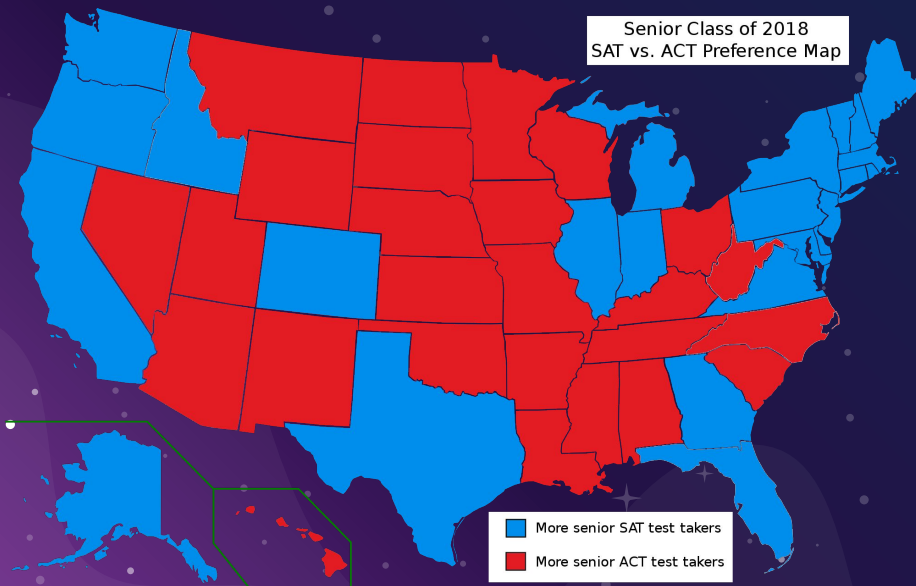 Senior Class of 2018
SAT vs. ACT Preference Map
More senior SAT test takers
More senior ACT test takers